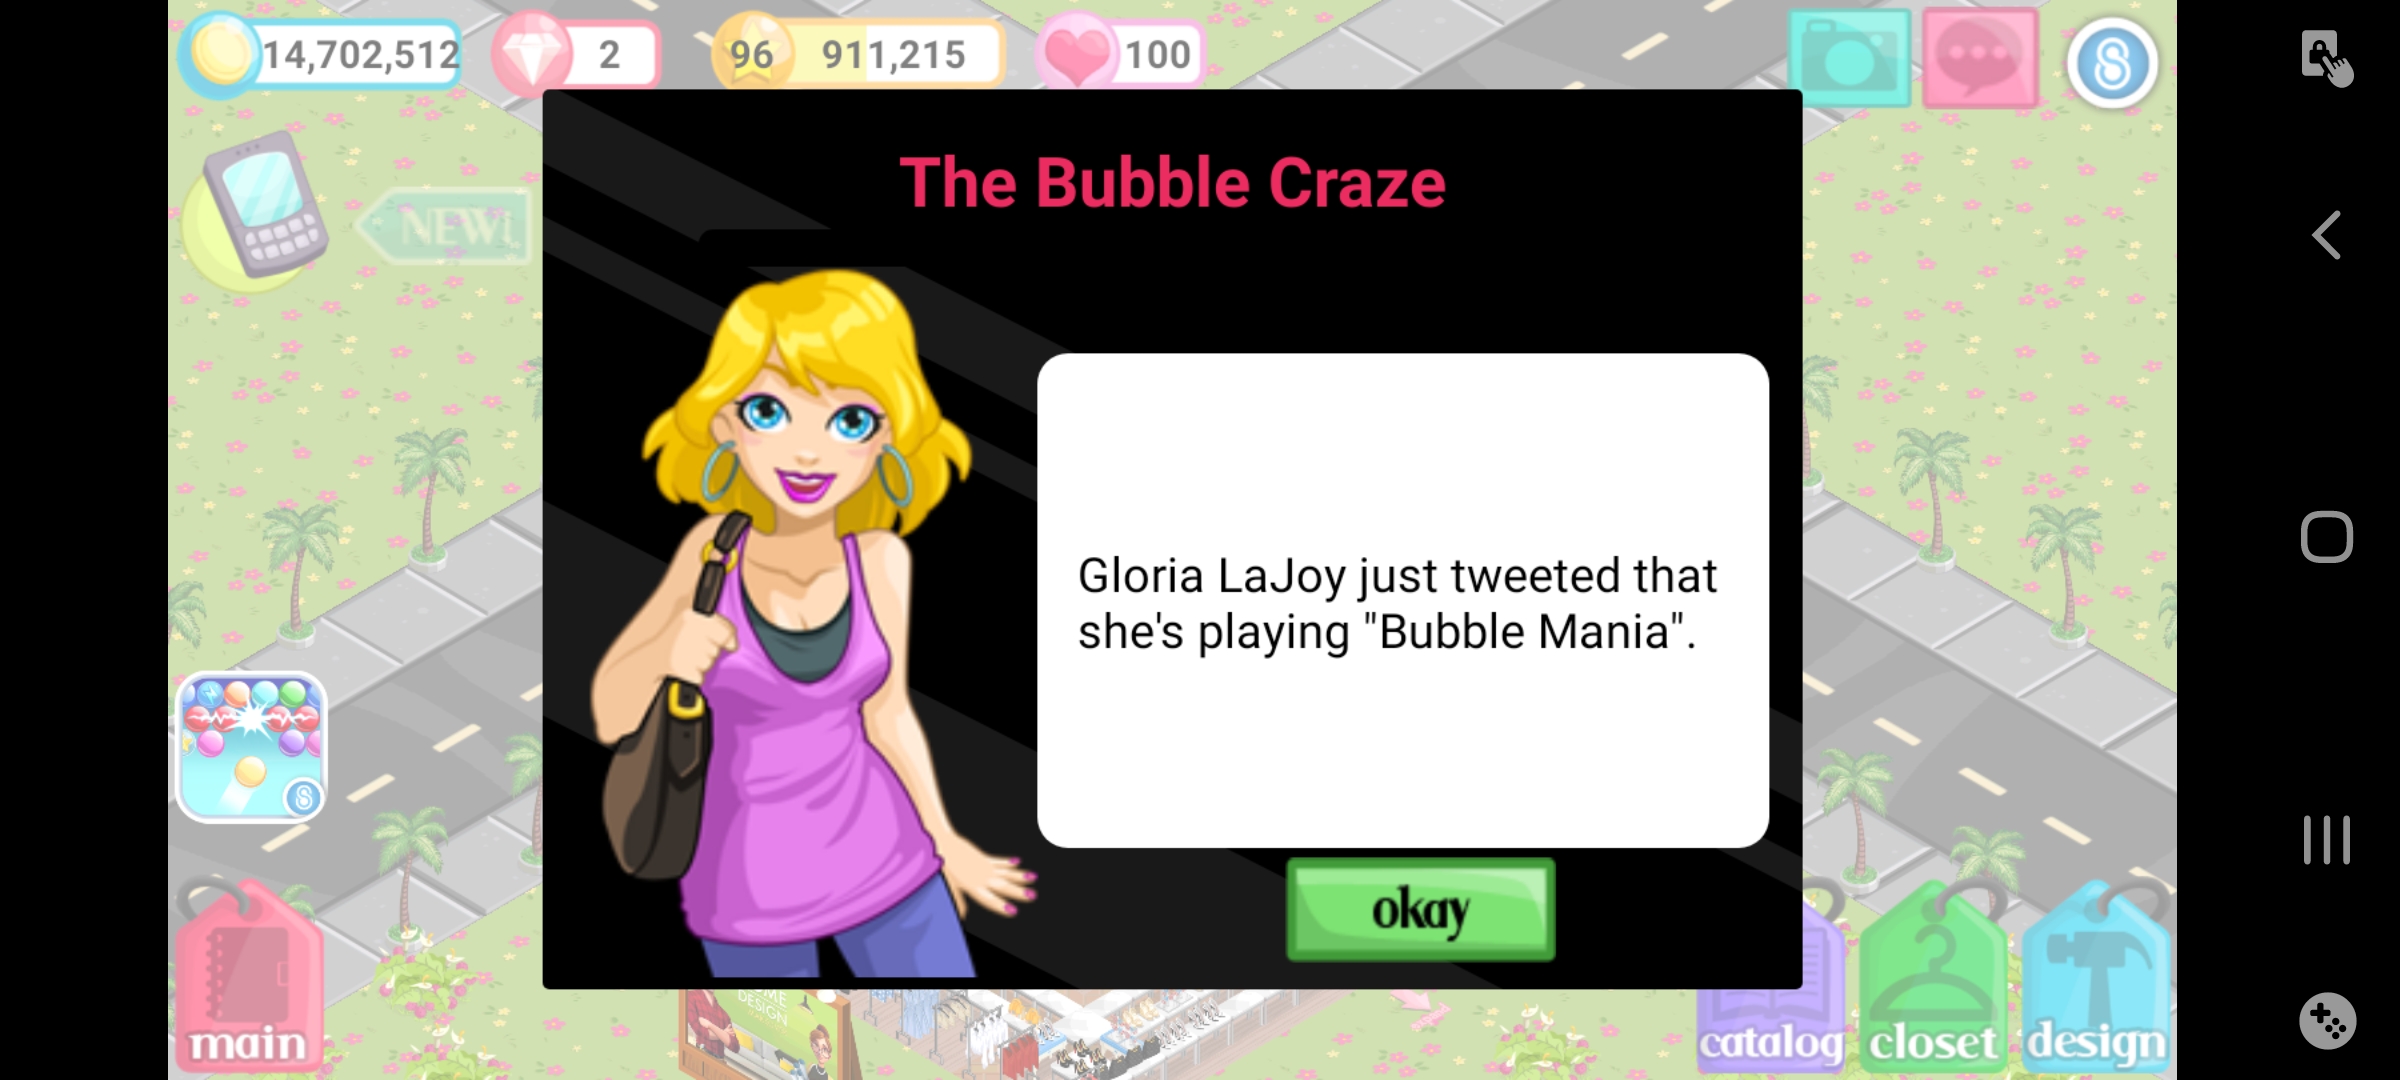 14,702,512
2
96
911,215
100
NEW!
The Bubble Craze
Gloria LaJoy just tweeted that
she's playing "Bubble Mania".
okay
main
DESIGN
catalog
closet
design